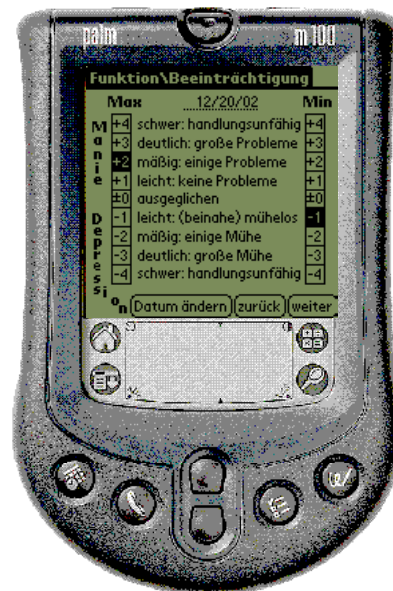 palm m100
Funktion\Beeinträchtigung
Max 12/20/02 Min
Manie
Depression
+4 schwer: handlungsunfähig +4
+3 deutlich: große Probleme +3
+2 mäßig: einige Probleme +2
+1 leicht: keine Probleme +1
±0 ausgeglichen ±0
-1 leicht: (beinahe) mühelos -1
-2 mäßig: einige Mühe -2
-3 deutlich: große Mühe -3
-4 schwer: handlungsunfähig -4
Datum ändern zurück weiter